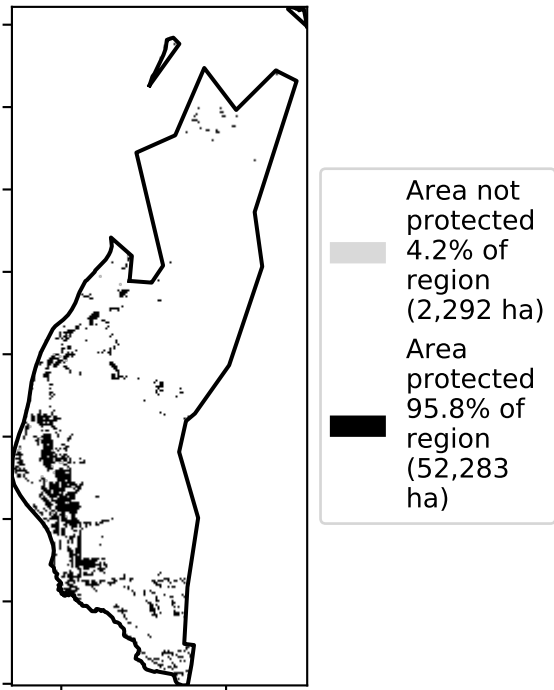 Area not
protected
4.2% of
region
(2,292 ha)
Area
protected
95.8% of
region
(52,283
ha)